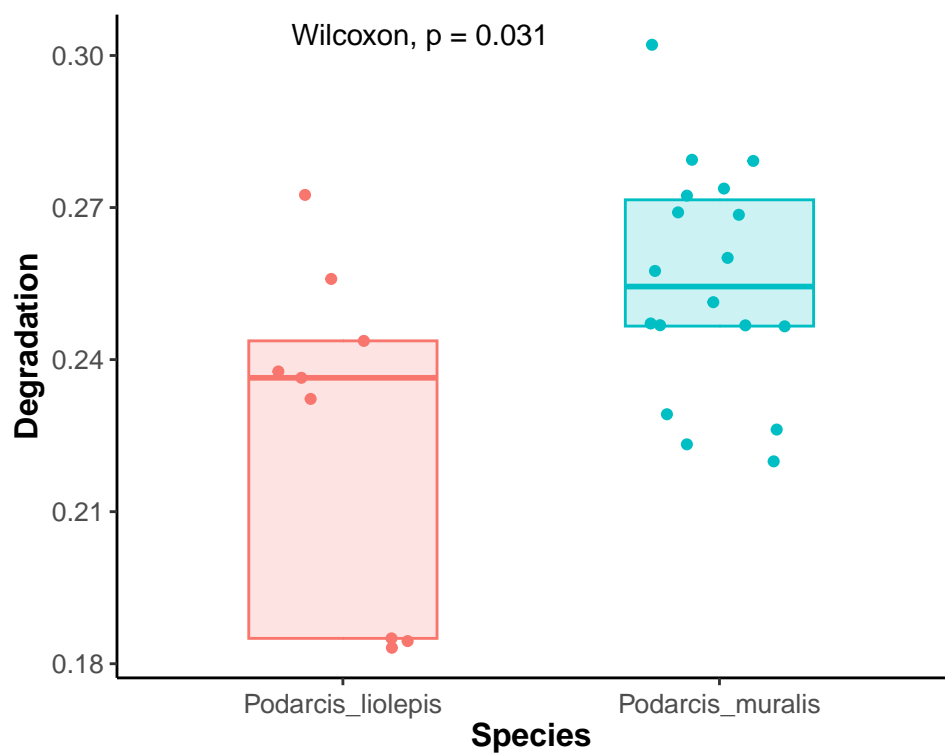 Wilcoxon, p = 0.031
0.30
0.27
0.24
0.21
0.18
Degradation
Podarcis_liolepis
Podarcis_muralis
Species